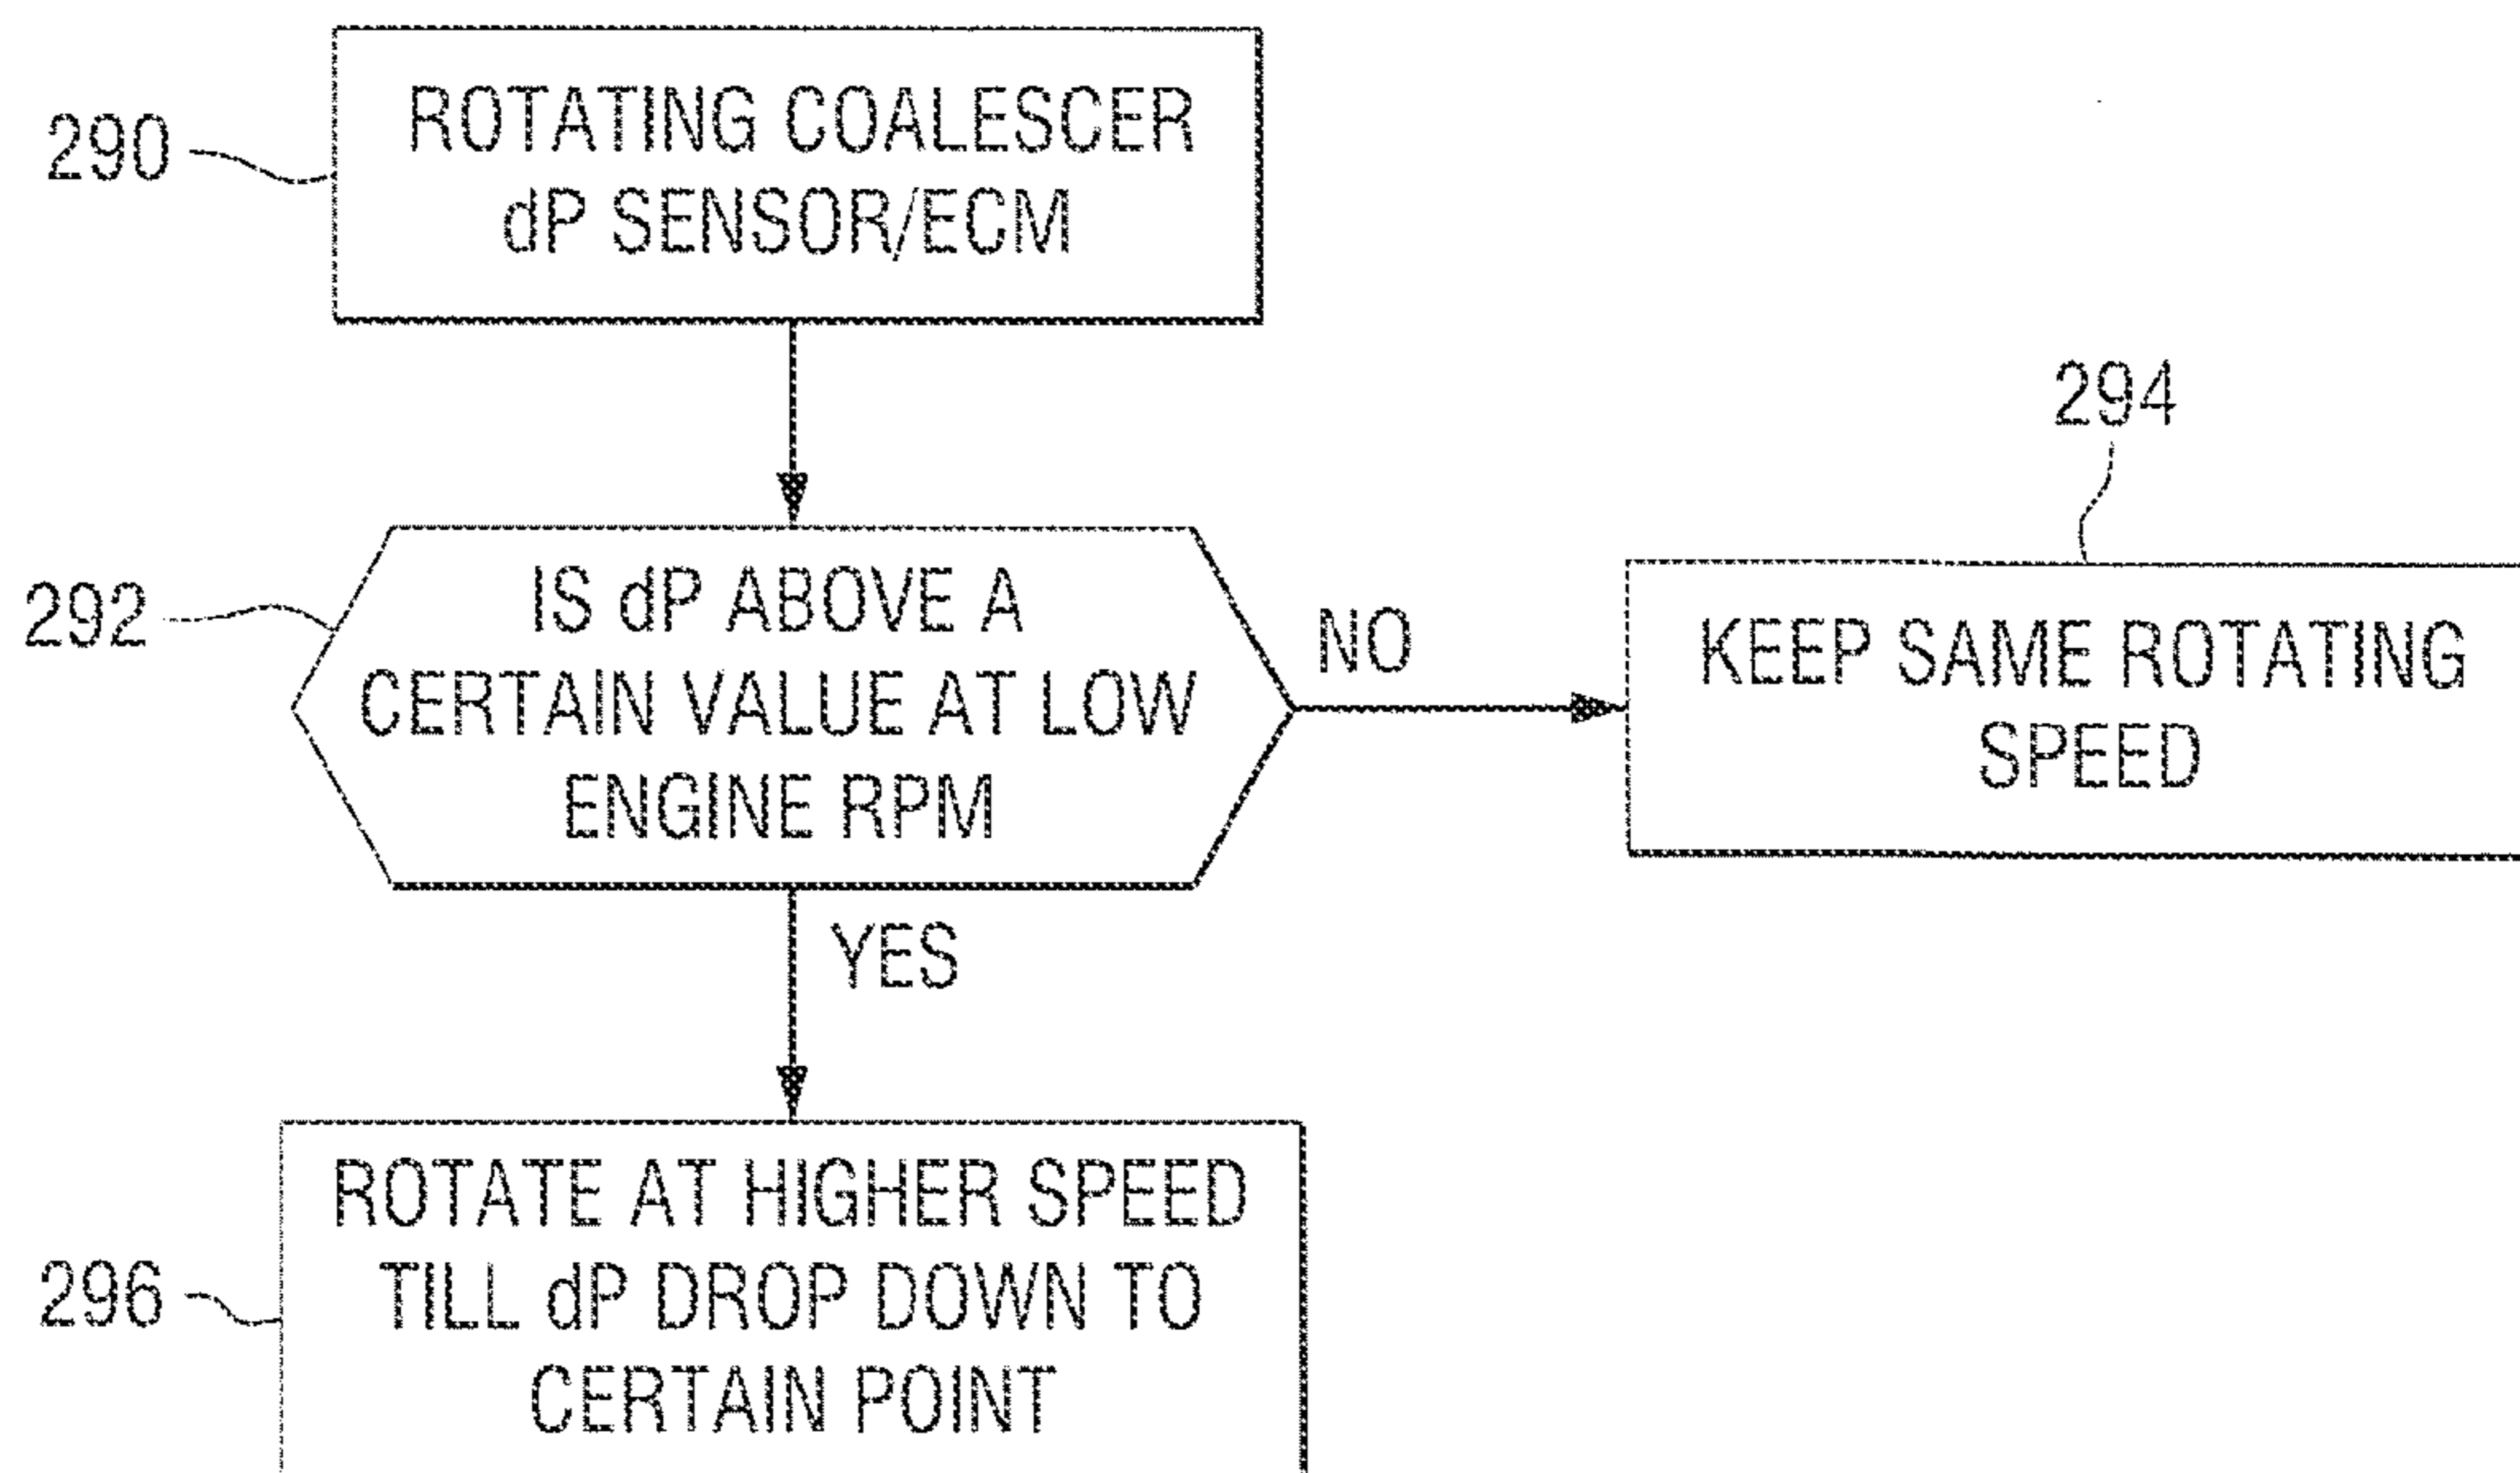 290
ROTATING COALESCER
dP SENSOR/ECM
292
IS dP ABOVE A
CERTAIN VALUE AT LOW
ENGINE RPM
NO
294
KEEP SAME ROTATING
SPEED
YES
296
ROTATE AT HIGHER SPEED
TILL dP DROP DOWN TO
CERTAIN POINT